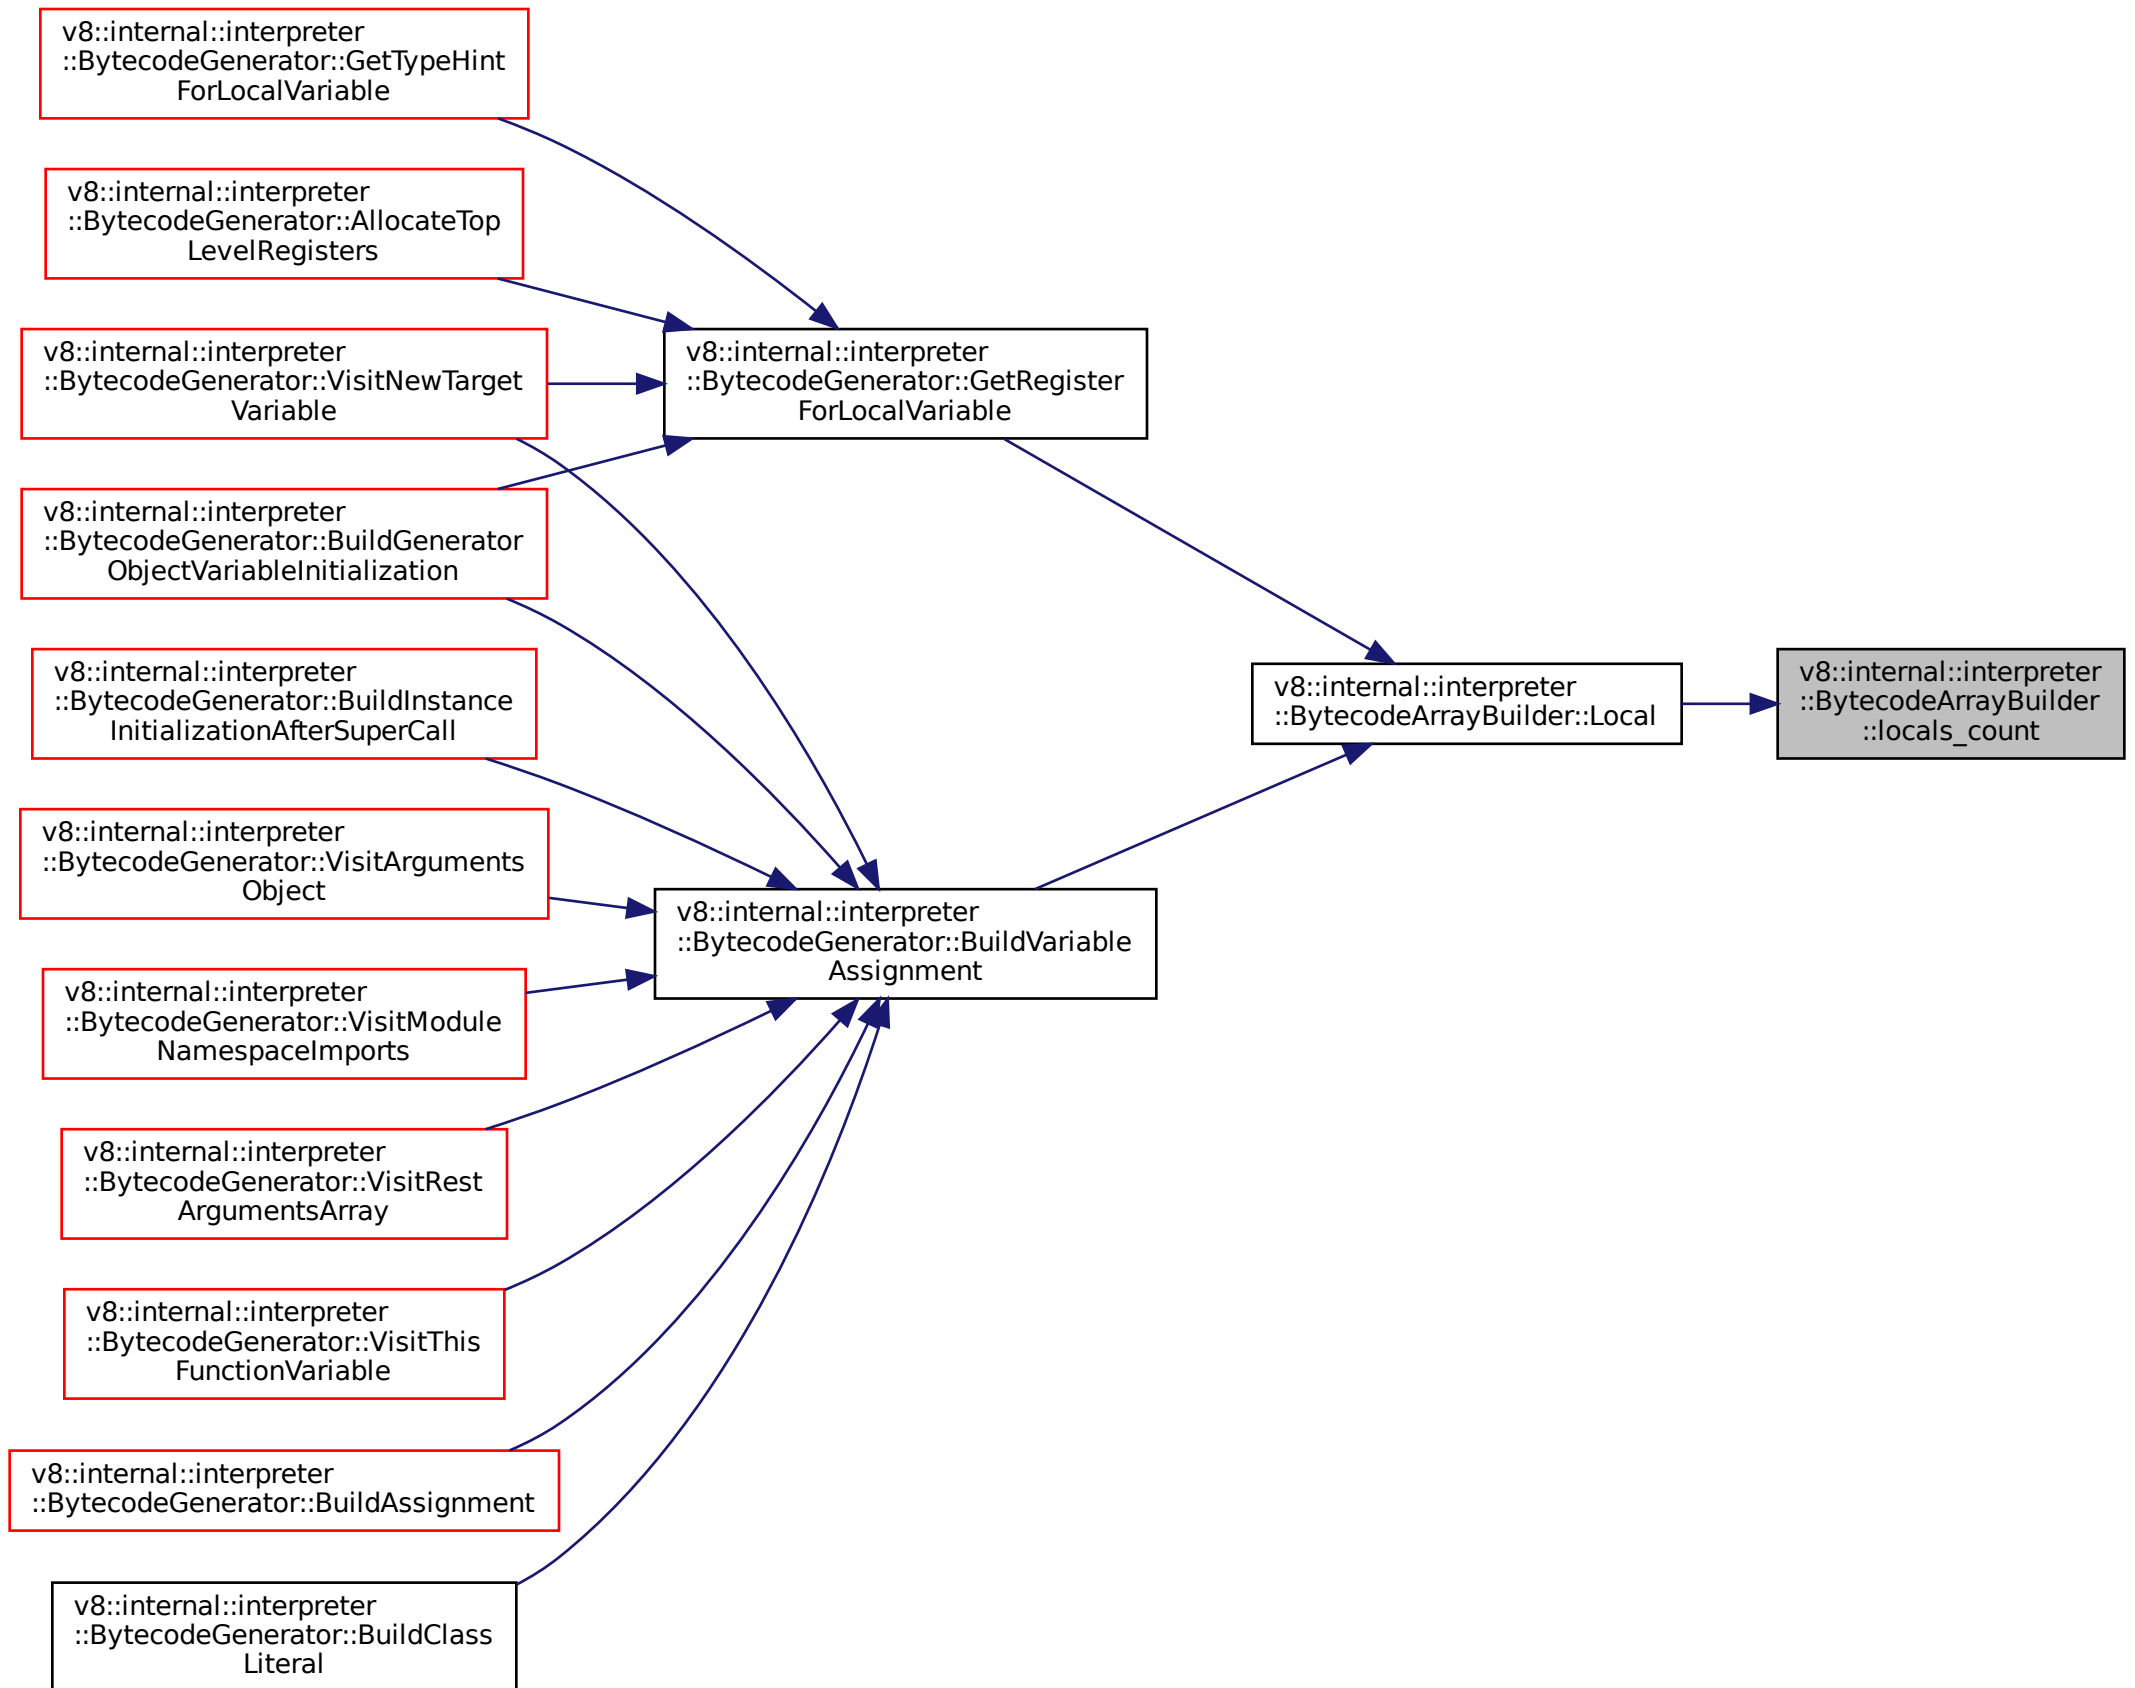 v8::internal::interpreter
::BytecodeGenerator::GetTypeHint
ForLocalVariable
v8::internal::interpreter
::BytecodeGenerator::AllocateTop
LevelRegisters
v8::internal::interpreter
::BytecodeGenerator::VisitNewTarget
Variable
v8::internal::interpreter
::BytecodeGenerator::GetRegister
ForLocalVariable
v8::internal::interpreter
::BytecodeGenerator::BuildGenerator
ObjectVariableInitialization
v8::internal::interpreter
::BytecodeGenerator::BuildInstance
InitializationAfterSuperCall
v8::internal::interpreter
::BytecodeArrayBuilder::Local
v8::internal::interpreter
::BytecodeArrayBuilder
::locals_count
v8::internal::interpreter
::BytecodeGenerator::VisitArguments
Object
v8::internal::interpreter
::BytecodeGenerator::BuildVariable
Assignment
v8::internal::interpreter
::BytecodeGenerator::VisitModule
NamespaceImports
v8::internal::interpreter
::BytecodeGenerator::VisitRest
ArgumentsArray
v8::internal::interpreter
::BytecodeGenerator::VisitThis
FunctionVariable
v8::internal::interpreter
::BytecodeGenerator::BuildAssignment
v8::internal::interpreter
::BytecodeGenerator::BuildClass
Literal